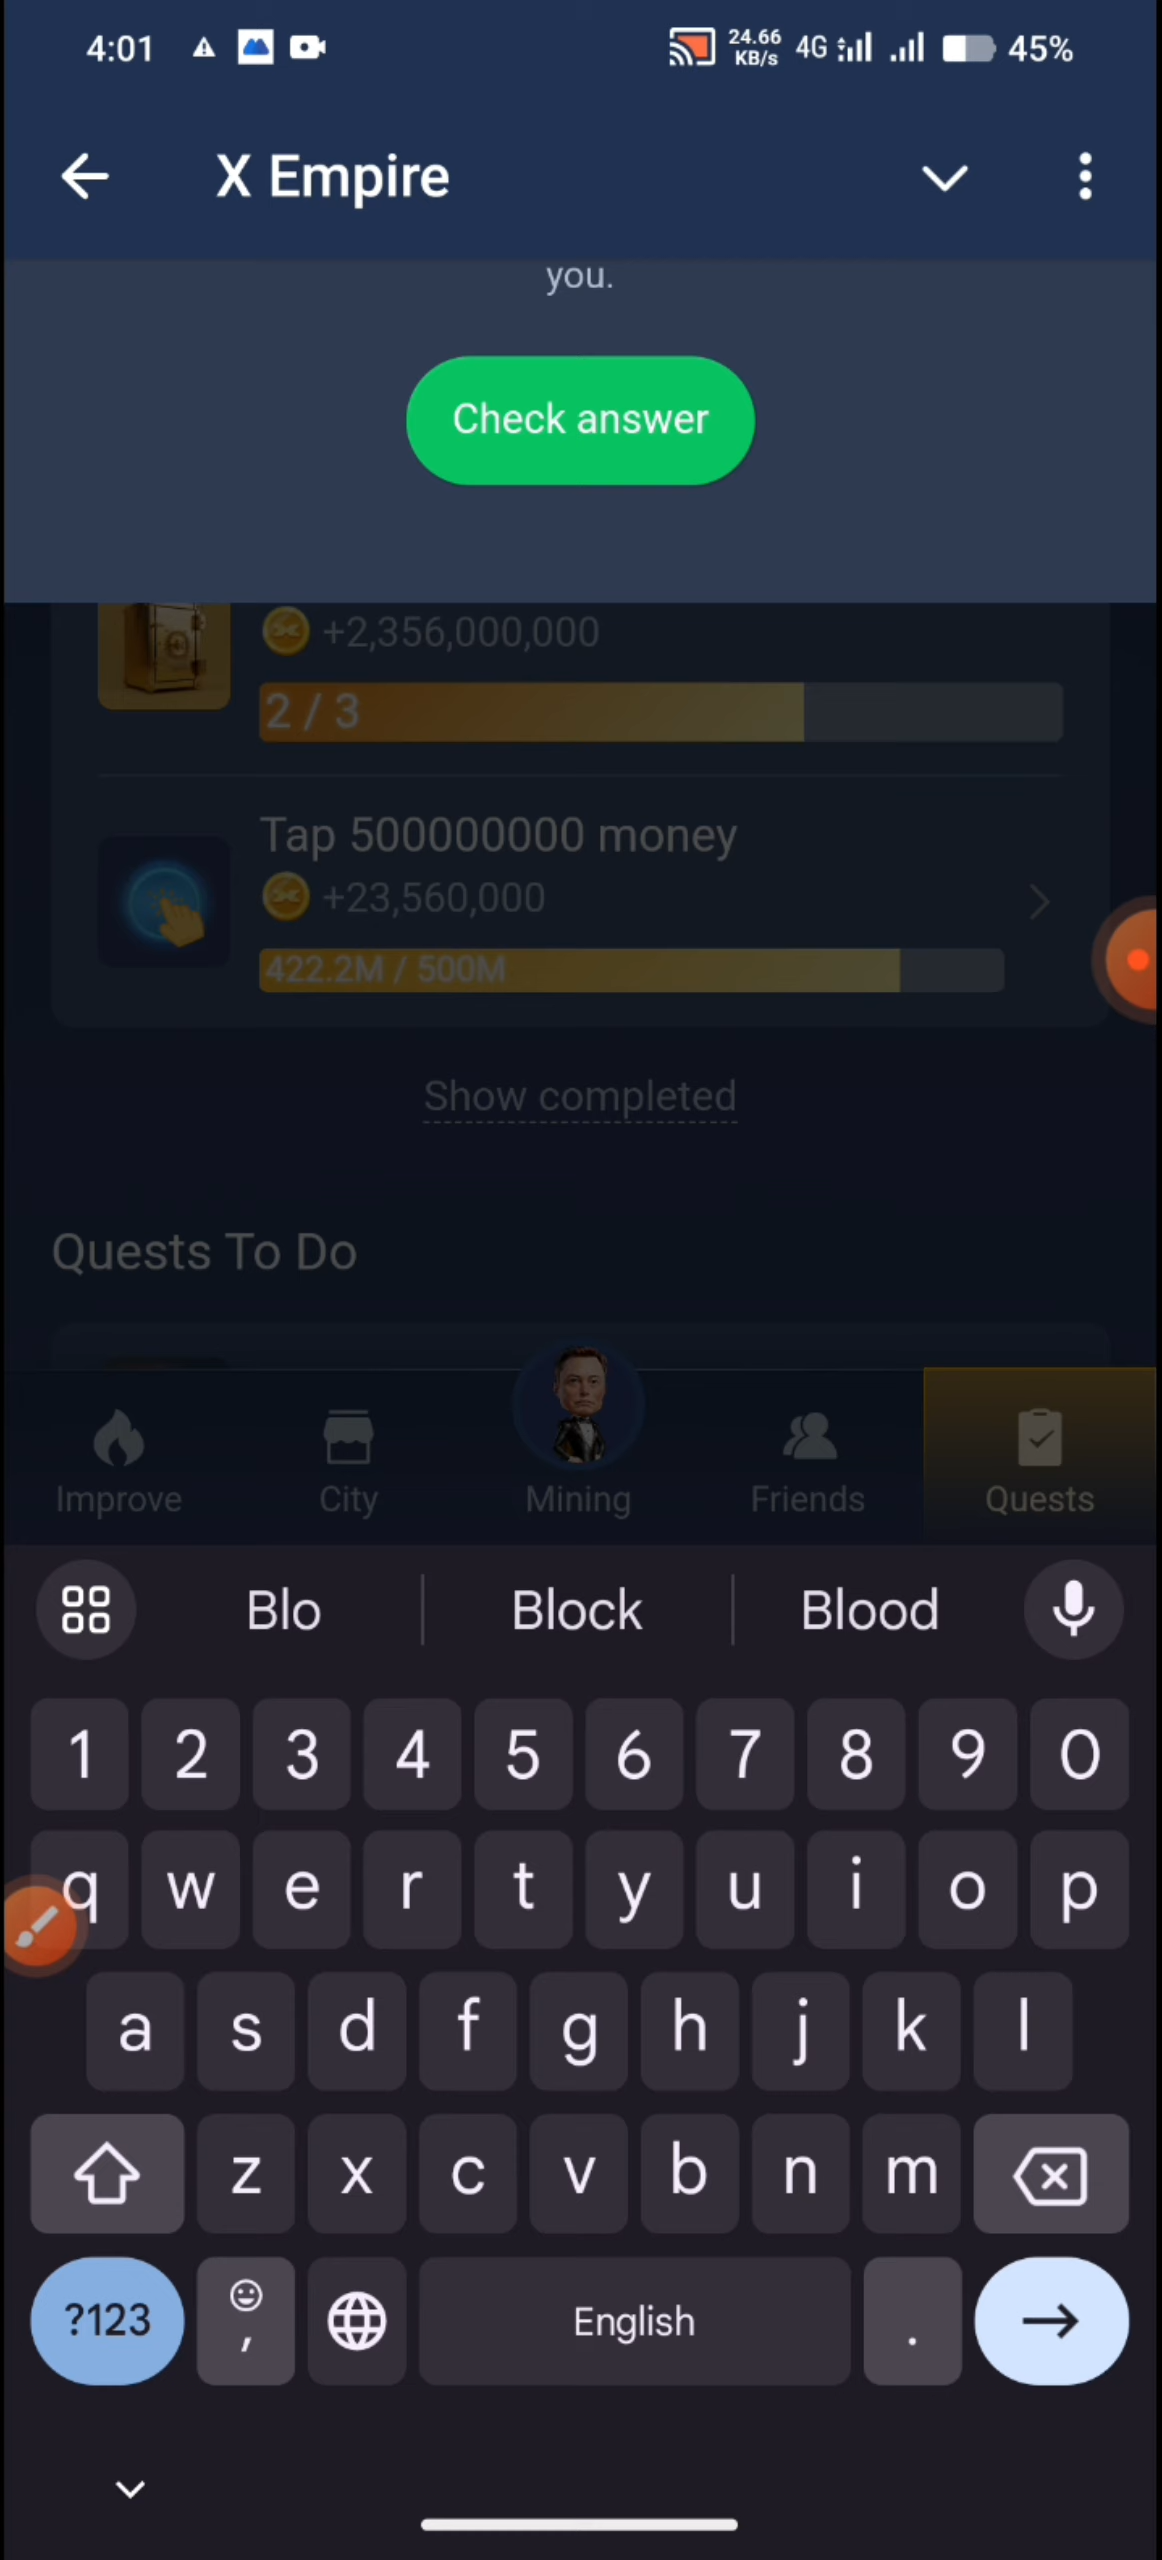 4:01 24.66 KB/s 4G 45%
X Empire
you.
Check answer
+2,356,000,000
2 / 3
Tap 500000000 money
+23,560,000
422.2M / 500M
Show completed
Quests To Do
Improve City Mining Friends Quests
Blo Block Blood
1 2 3 4 5 6 7 8 9 0
q w e r t y u i o p
a s d f g h j k l
z x c v b n m
?123 , English .